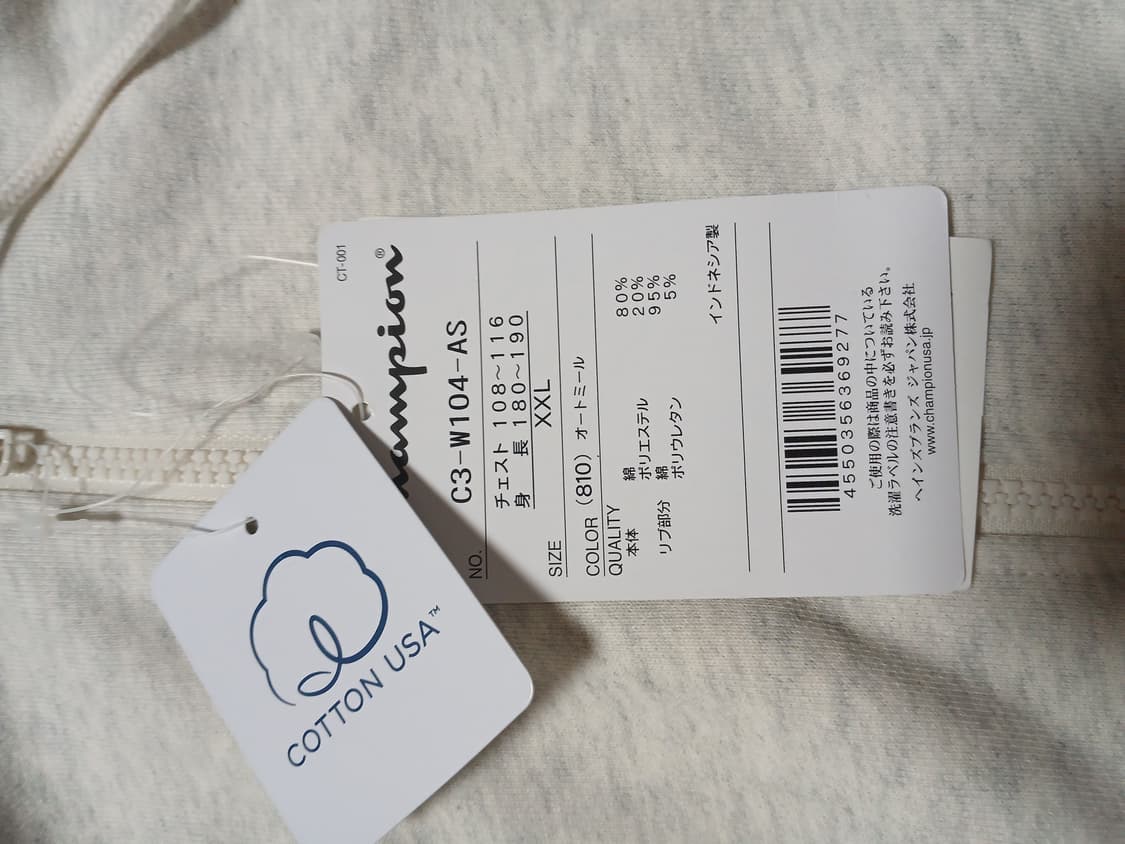 CT-001
Champion®
NO. C3-W104-AS
チェスト 108〜116
身 長 180〜190
SIZE XXL
COLOR (810) オートミール
QUALITY
本体 綿 80%
ポリエステル 20%
リブ部分 綿 95%
ポリウレタン 5%
インドネシア製
4550356369277
ご使用の際は商品の中についている
洗濯ラベルの注意書きを必ずお読み下さい。
ヘインズブランズ ジャパン株式会社
www.championusa.jp
COTTON USA™